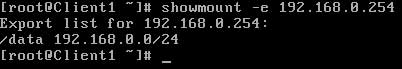 [root@Client1 ~]# showmount -e 192.168.0.254
Export list for 192.168.0.254:
/data 192.168.0.0/24
[root@Client1 ~]# _